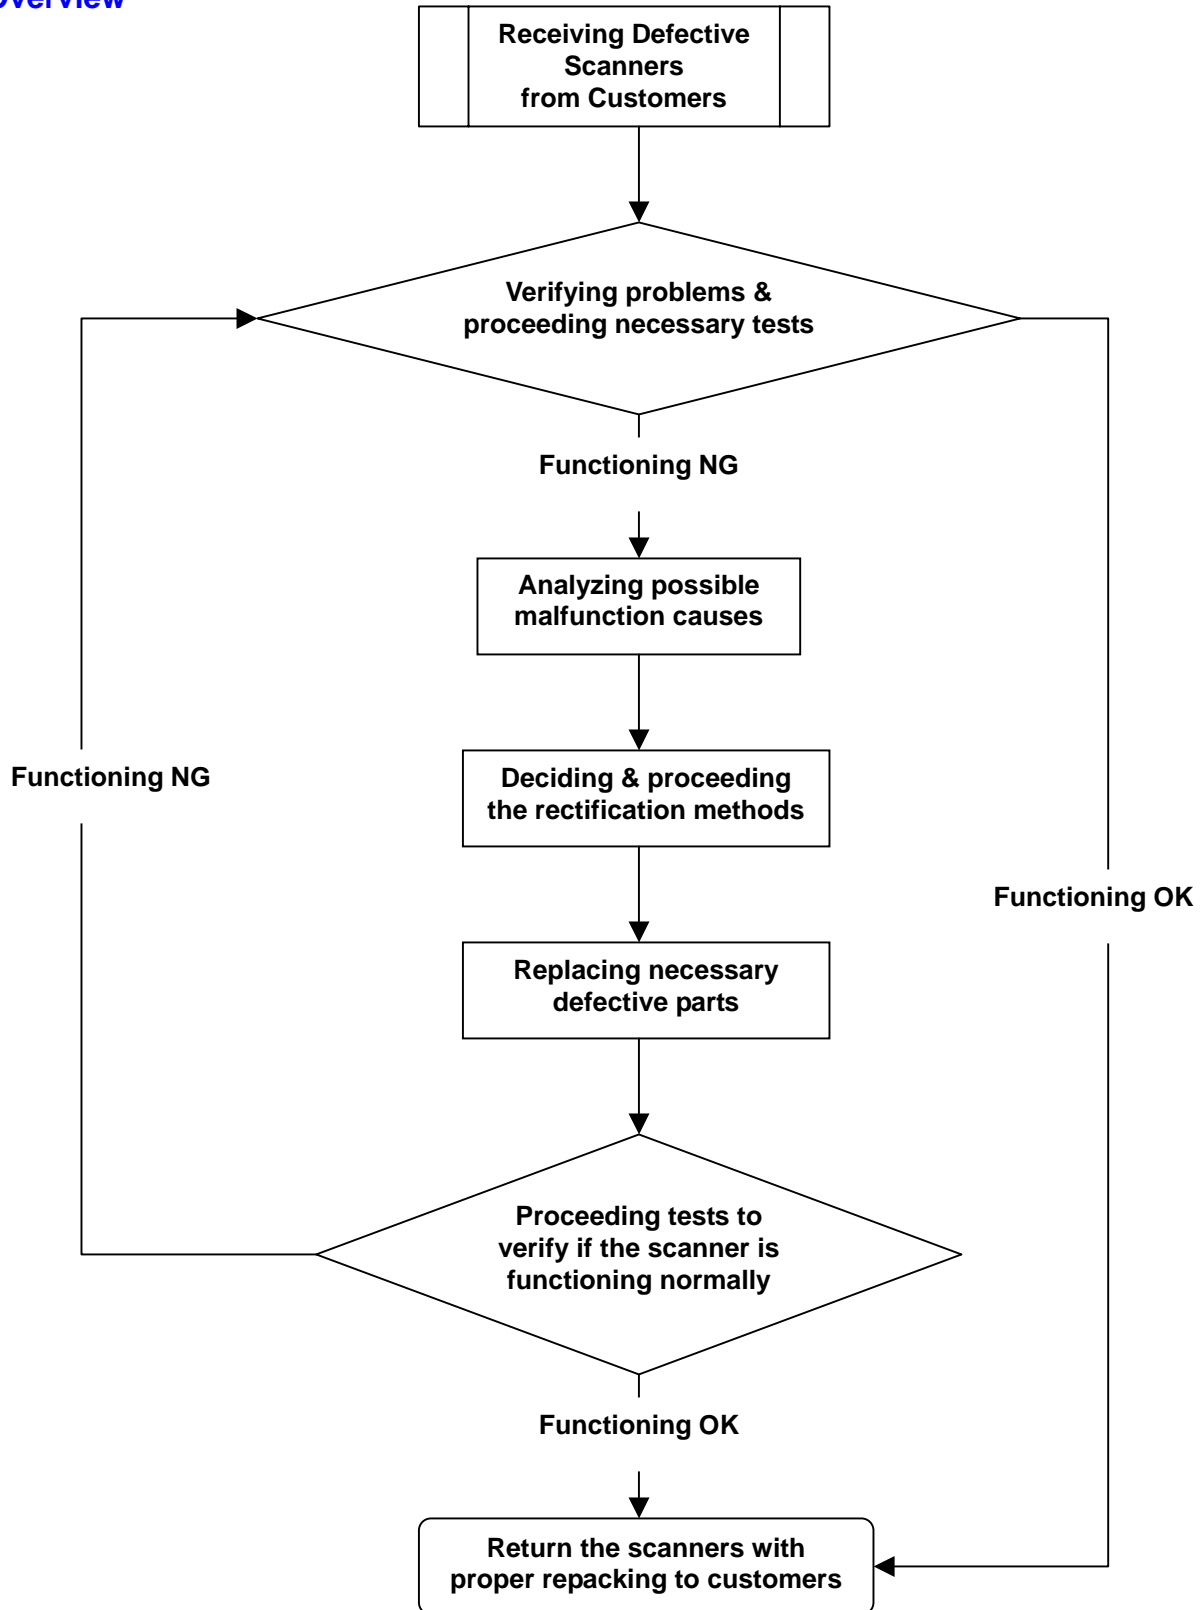 Overview
Receiving Defective
Scanners
from Customers
Verifying problems &
proceeding necessary tests
Functioning NG
Analyzing possible
malfunction causes
Deciding & proceeding
the rectification methods
Functioning NG
Functioning OK
Replacing necessary
defective parts
Proceeding tests to
verify if the scanner is
functioning normally
Functioning OK
Return the scanners with
proper repacking to customers